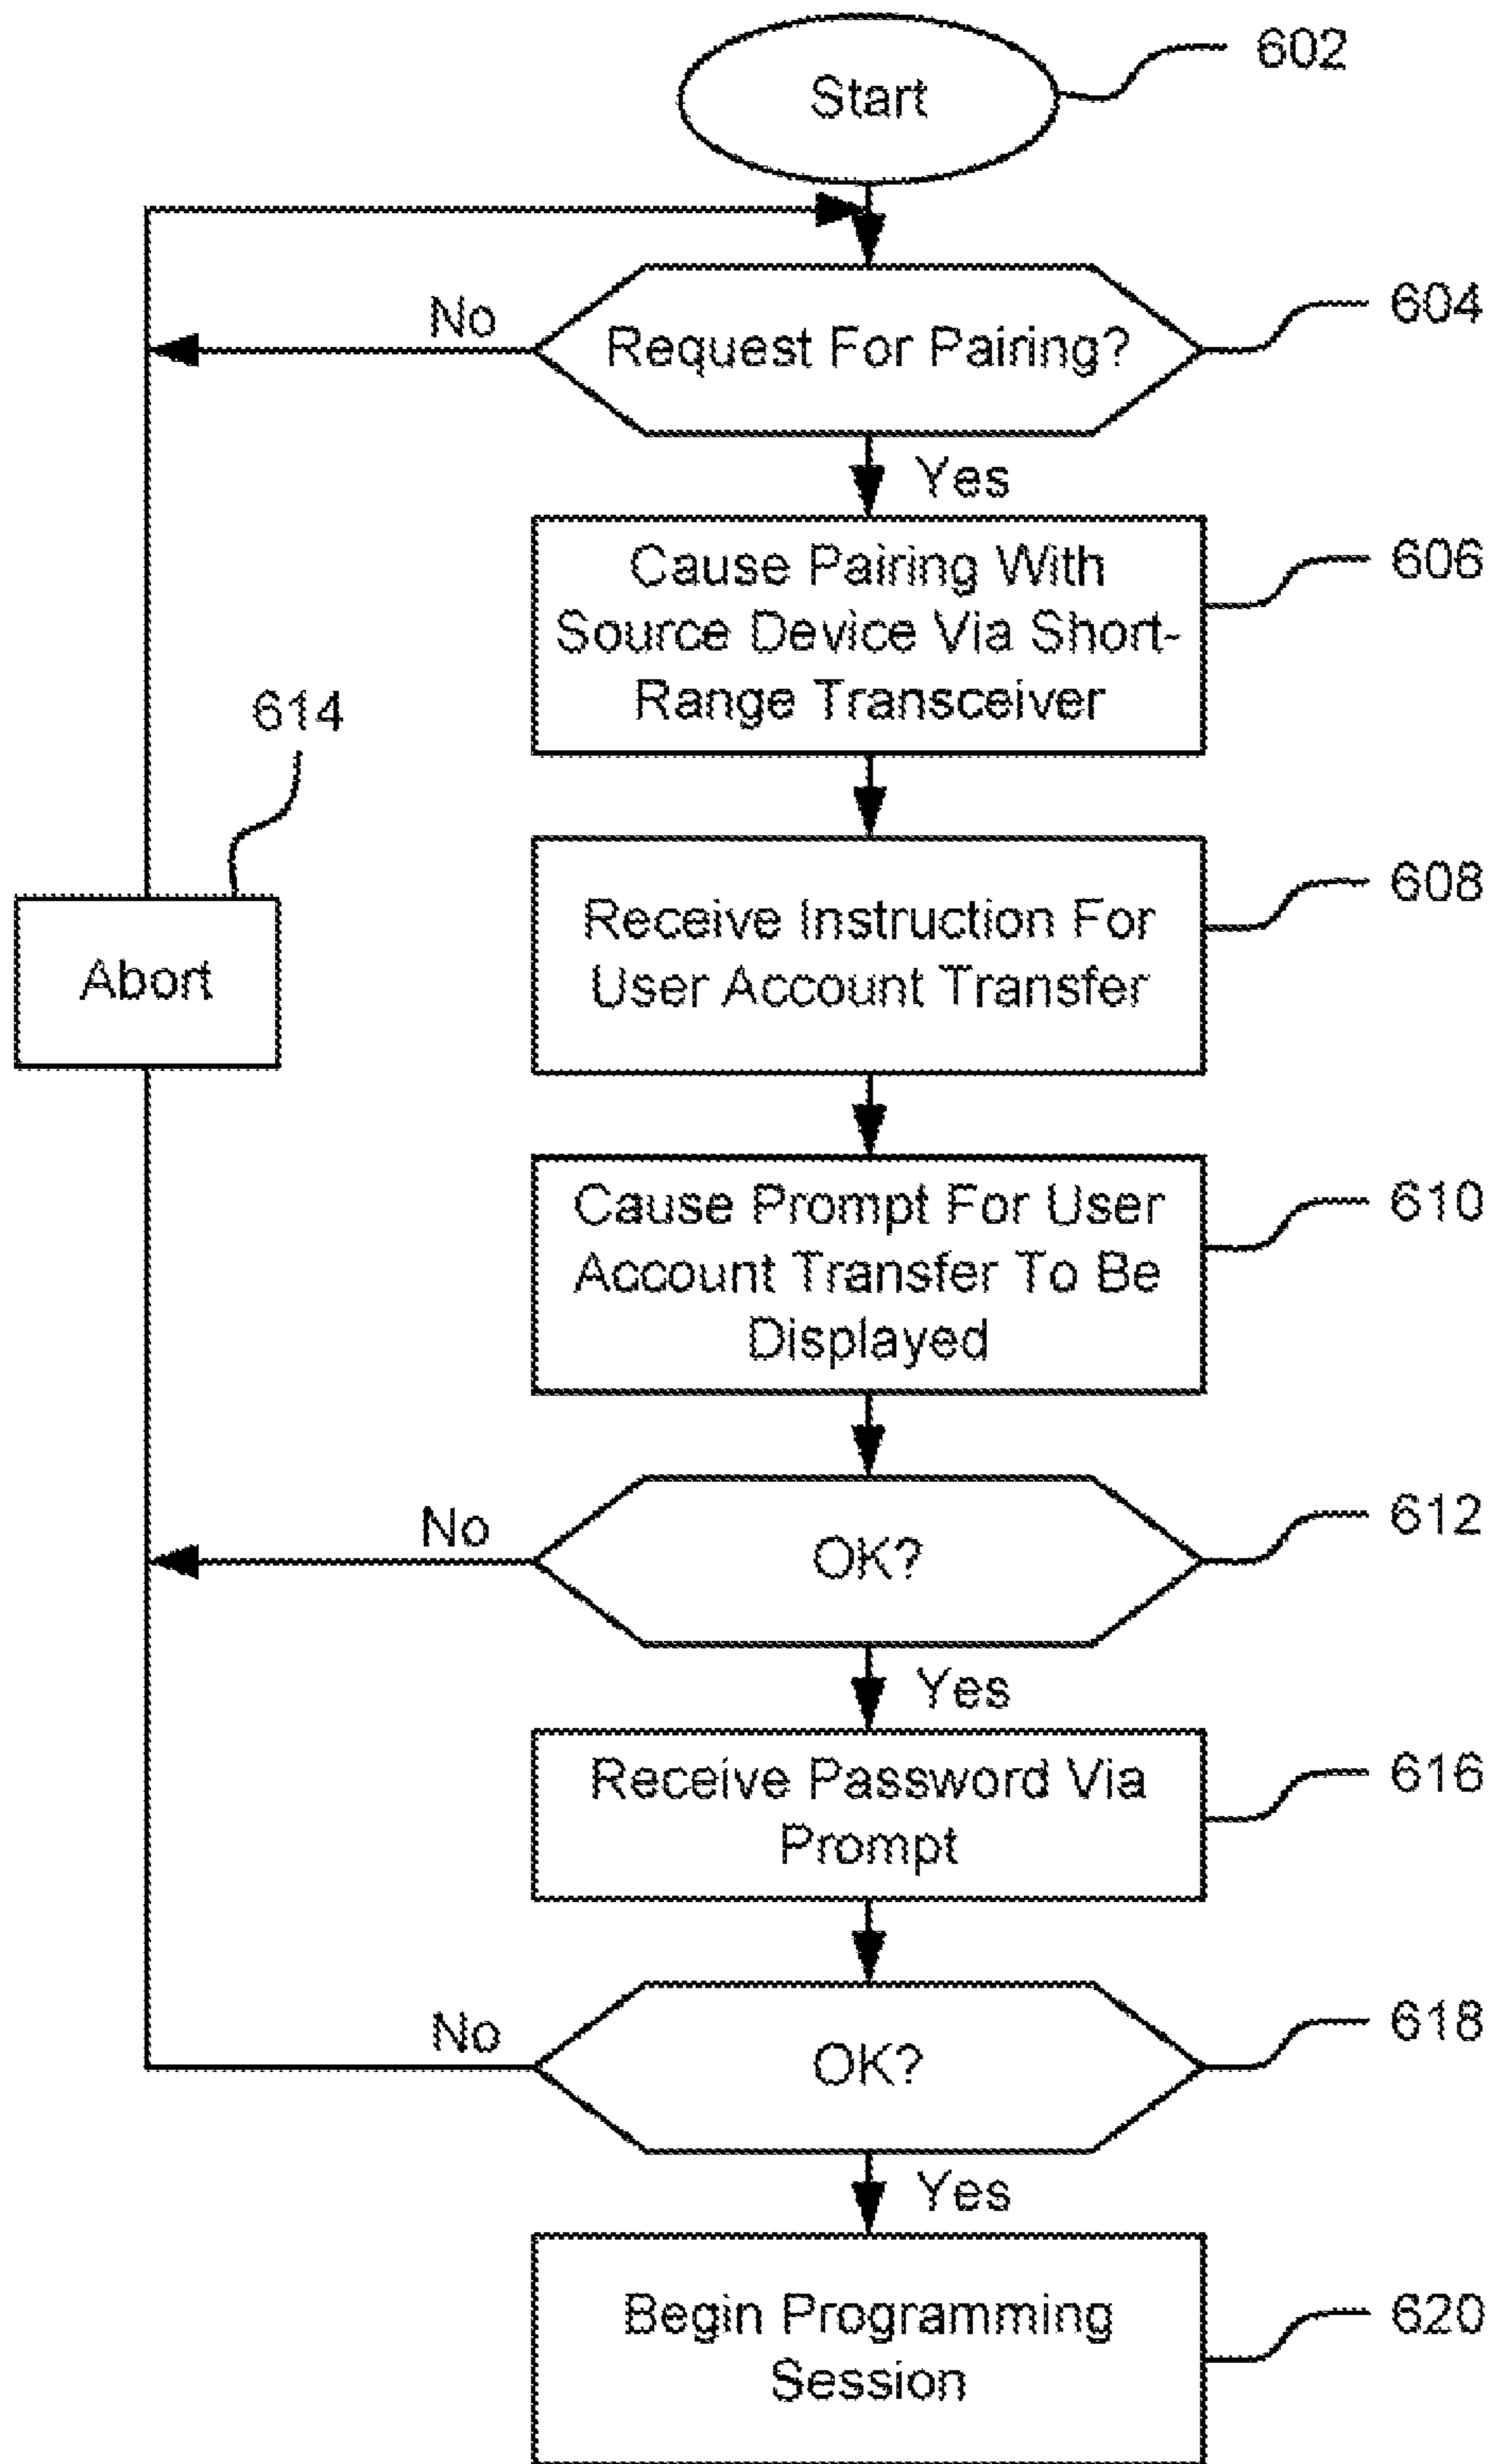 Start
602
No
Request For Pairing?
604
Yes
Cause Pairing With
Source Device Via Short-
Range Transceiver
606
614
Abort
Receive Instruction For
User Account Transfer
608
Cause Prompt For User
Account Transfer To Be
Displayed
610
No
OK?
612
Yes
Receive Password Via
Prompt
616
No
OK?
618
Yes
Begin Programming
Session
620